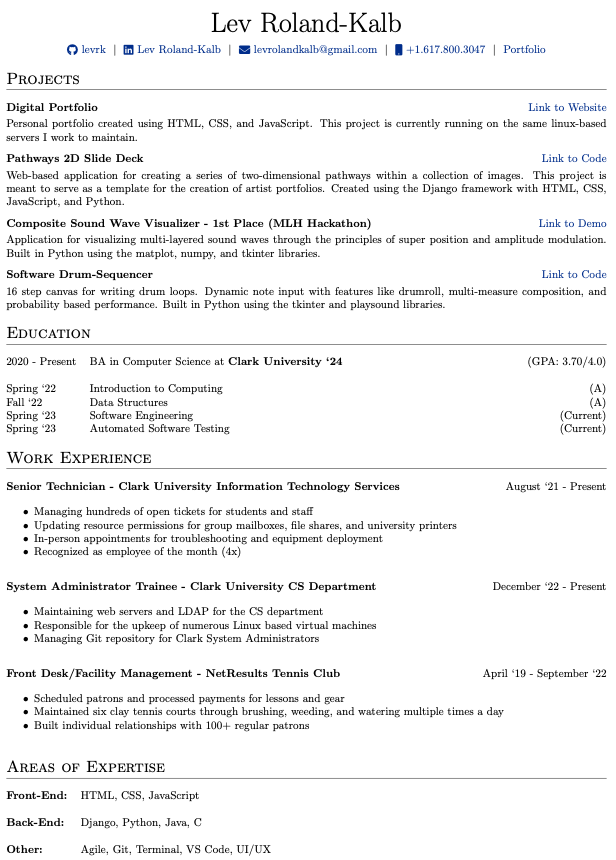 Lev Roland-Kalb
levrk | Lev Roland-Kalb | levrolandkalb@gmail.com | +1.617.800.3047 | Portfolio
Projects
Digital Portfolio Link to Website
Personal portfolio created using HTML, CSS, and JavaScript. This project is currently running on the same linux-based
servers I work to maintain.
Pathways 2D Slide Deck Link to Code
Web-based application for creating a series of two-dimensional pathways within a collection of images. This project is
meant to serve as a template for the creation of artist portfolios. Created using the Django framework with HTML, CSS,
JavaScript, and Python.
Composite Sound Wave Visualizer - 1st Place (MLH Hackathon) Link to Demo
Application for visualizing multi-layered sound waves through the principles of super position and amplitude modulation.
Built in Python using the matplot, numpy, and tkinter libraries.
Software Drum-Sequencer Link to Code
16 step canvas for writing drum loops. Dynamic note input with features like drumroll, multi-measure composition, and
probability based performance. Built in Python using the tkinter and playsound libraries.
Education
2020 - Present BA in Computer Science at Clark University ‘24 (GPA: 3.70/4.0)
Spring ‘22 Introduction to Computing (A)
Fall ‘22 Data Structures (A)
Spring ‘23 Software Engineering (Current)
Spring ‘23 Automated Software Testing (Current)
Work Experience
Senior Technician - Clark University Information Technology Services August ‘21 - Present
• Managing hundreds of open tickets for students and staff
• Updating resource permissions for group mailboxes, file shares, and university printers
• In-person appointments for troubleshooting and equipment deployment
• Recognized as employee of the month (4x)
System Administrator Trainee - Clark University CS Department December ‘22 - Present
• Maintaining web servers and LDAP for the CS department
• Responsible for the upkeep of numerous Linux based virtual machines
• Managing Git repository for Clark System Administrators
Front Desk/Facility Management - NetResults Tennis Club April ‘19 - September ‘22
• Scheduled patrons and processed payments for lessons and gear
• Maintained six clay tennis courts through brushing, weeding, and watering multiple times a day
• Built individual relationships with 100+ regular patrons
Areas of Expertise
Front-End: HTML, CSS, JavaScript
Back-End: Django, Python, Java, C
Other: Agile, Git, Terminal, VS Code, UI/UX